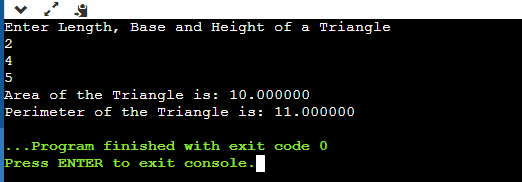 Enter Length, Base and Height of a Triangle
2
4
5
Area of the Triangle is: 10.000000
Perimeter of the Triangle is: 11.000000
...Program finished with exit code 0
Press ENTER to exit console.